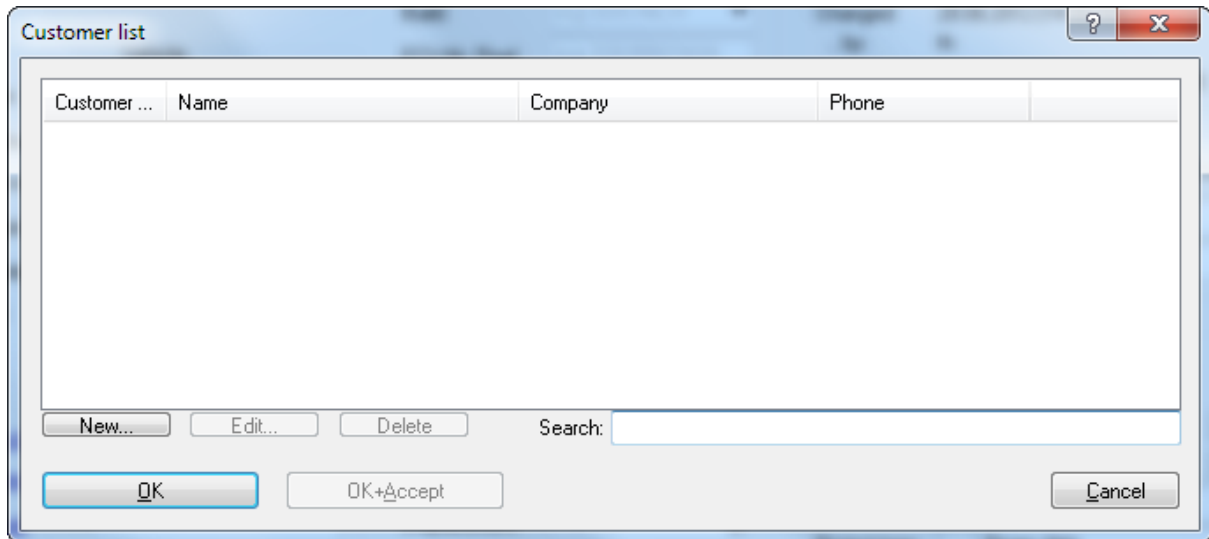 Customer list
Customer ... Name Company Phone
New... Edit... Delete Search:
OK OK+Accept Cancel